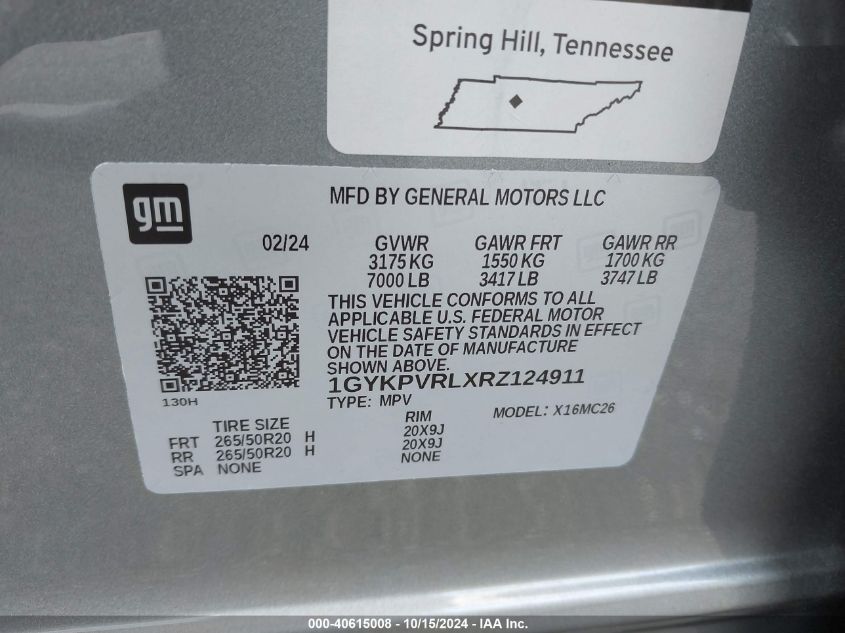 Spring Hill, Tennessee
gm
MFD BY GENERAL MOTORS LLC
02/24 GVWR GAWR FRT GAWR RR
3175 KG 1550 KG 1700 KG
7000 LB 3417 LB 3747 LB
THIS VEHICLE CONFORMS TO ALL
APPLICABLE U.S. FEDERAL MOTOR
VEHICLE SAFETY STANDARDS IN EFFECT
ON THE DATE OF MANUFACTURE
SHOWN ABOVE.
1GYKPVRLXRZ124911
130H
TYPE: MPV MODEL: X16MC26
TIRE SIZE RIM
FRT 265/50R20 H 20X9J
RR 265/50R20 H 20X9J
SPA NONE NONE
000-40615008 - 10/15/2024 - IAA Inc.